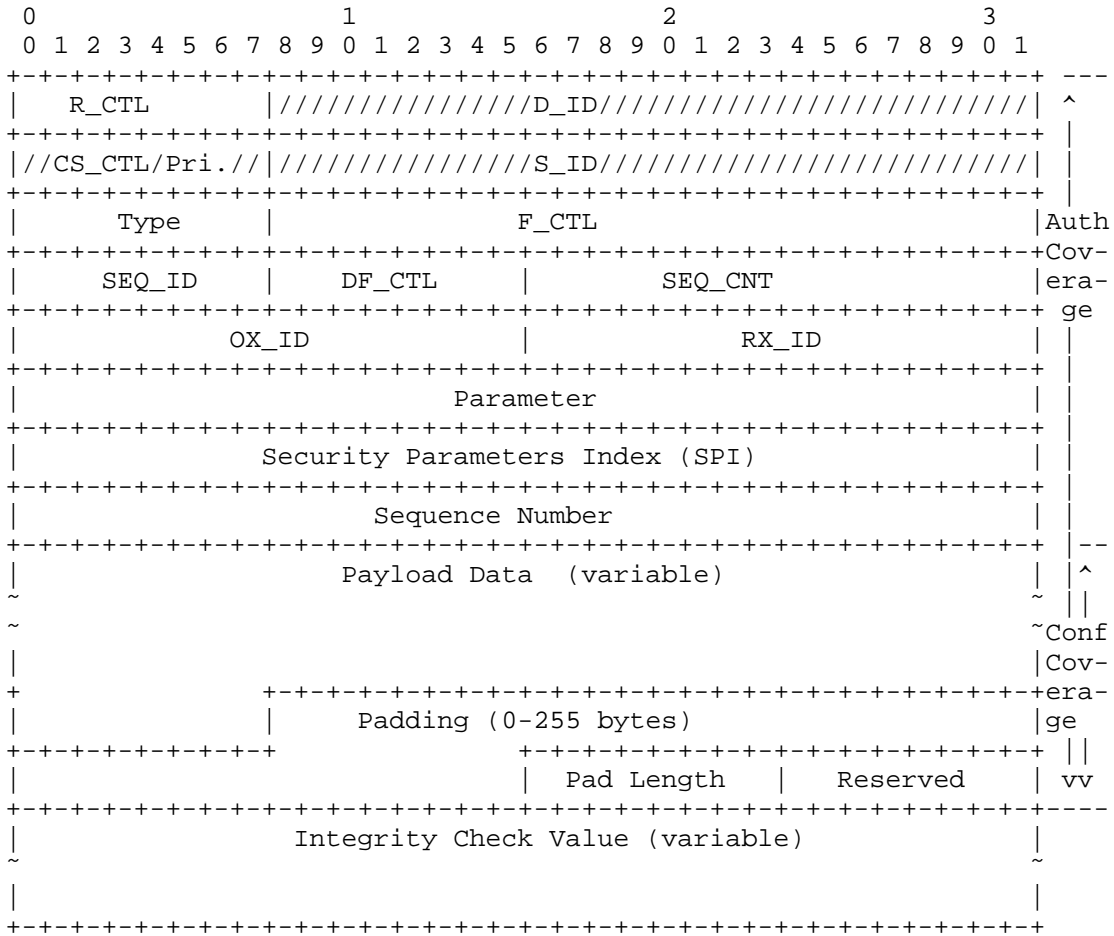 0                   1                   2                   3
 0 1 2 3 4 5 6 7 8 9 0 1 2 3 4 5 6 7 8 9 0 1 2 3 4 5 6 7 8 9 0 1
+-+-+-+-+-+-+-+-+-+-+-+-+-+-+-+-+-+-+-+-+-+-+-+-+-+-+-+-+-+-+-+-+ ---
|   R_CTL       |////////////////D_ID///////////////////////////| ^
+-+-+-+-+-+-+-+-+-+-+-+-+-+-+-+-+-+-+-+-+-+-+-+-+-+-+-+-+-+-+-+-+ |
|//CS_CTL/Pri.//|////////////////S_ID///////////////////////////| |
+-+-+-+-+-+-+-+-+-+-+-+-+-+-+-+-+-+-+-+-+-+-+-+-+-+-+-+-+-+-+-+-+ |
|      Type     |               F_CTL                           |Auth
+-+-+-+-+-+-+-+-+-+-+-+-+-+-+-+-+-+-+-+-+-+-+-+-+-+-+-+-+-+-+-+-+Cov-
|     SEQ_ID    |    DF_CTL     |        SEQ_CNT                |era-
+-+-+-+-+-+-+-+-+-+-+-+-+-+-+-+-+-+-+-+-+-+-+-+-+-+-+-+-+-+-+-+-+ ge
|             OX_ID             |             RX_ID             | |
+-+-+-+-+-+-+-+-+-+-+-+-+-+-+-+-+-+-+-+-+-+-+-+-+-+-+-+-+-+-+-+-+ |
|                           Parameter                           | |
+-+-+-+-+-+-+-+-+-+-+-+-+-+-+-+-+-+-+-+-+-+-+-+-+-+-+-+-+-+-+-+-+ |
|               Security Parameters Index (SPI)                 | |
+-+-+-+-+-+-+-+-+-+-+-+-+-+-+-+-+-+-+-+-+-+-+-+-+-+-+-+-+-+-+-+-+ |
|                      Sequence Number                          | |
+-+-+-+-+-+-+-+-+-+-+-+-+-+-+-+-+-+-+-+-+-+-+-+-+-+-+-+-+-+-+-+-+ |--
|                    Payload Data  (variable)                   | |^
~                                                               ~ ||
~                                                               ~Conf
|                                                               |Cov-
+               +-+-+-+-+-+-+-+-+-+-+-+-+-+-+-+-+-+-+-+-+-+-+-+-+era-
|               |     Padding (0-255 bytes)                     |ge
+-+-+-+-+-+-+-+-+               +-+-+-+-+-+-+-+-+-+-+-+-+-+-+-+-+ ||
|                               |  Pad Length   |   Reserved    | vv
+-+-+-+-+-+-+-+-+-+-+-+-+-+-+-+-+-+-+-+-+-+-+-+-+-+-+-+-+-+-+-+-+----
|                 Integrity Check Value (variable)              |
~                                                               ~
|                                                               |
+-+-+-+-+-+-+-+-+-+-+-+-+-+-+-+-+-+-+-+-+-+-+-+-+-+-+-+-+-+-+-+-+